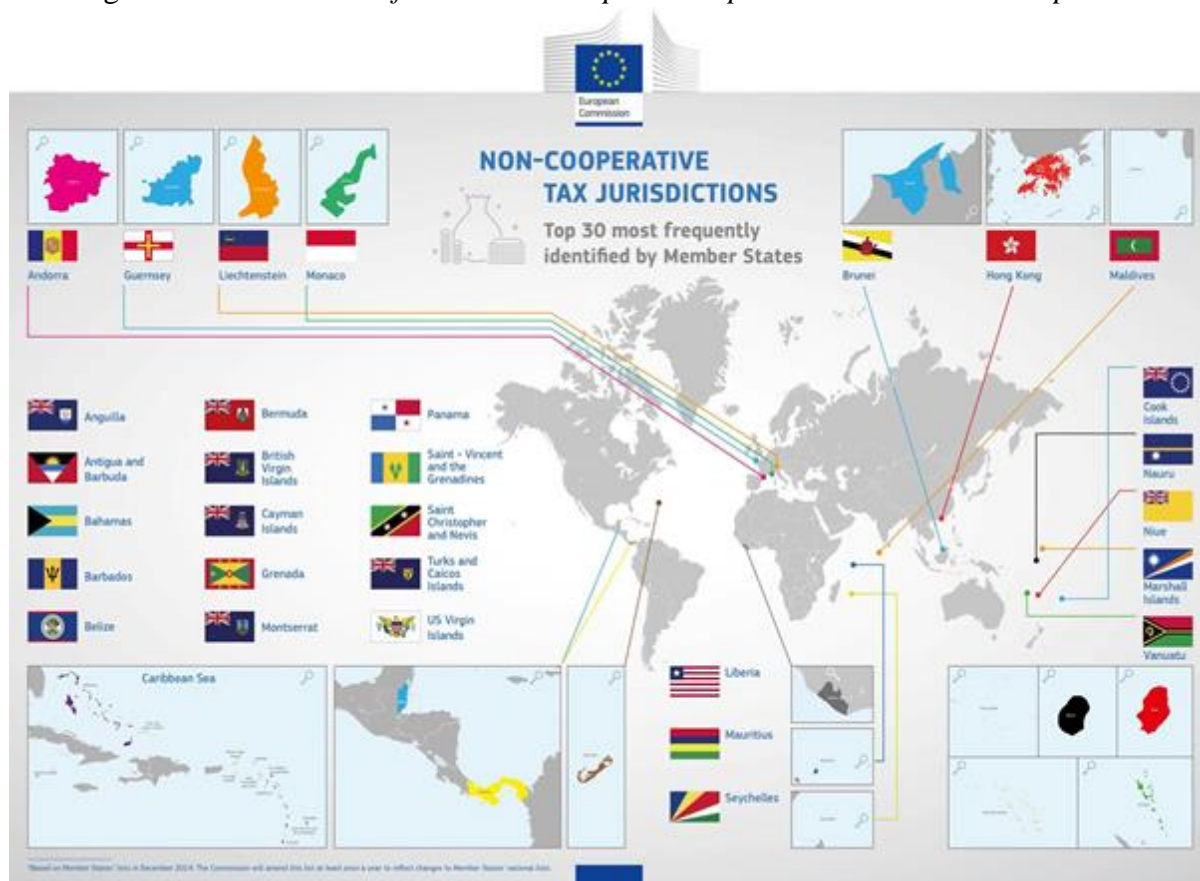 European
Commission
NON-COOPERATIVE
TAX JURISDICTIONS
Top 30 most frequently
identified by Member States
Andorra
Guernsey
Liechtenstein
Monaco
Brunei
Hong Kong
Maldives
Anguilla
Bermuda
Panama
Antigua and
Barbuda
British
Virgin
Islands
Saint - Vincent
and the
Grenadines
Bahamas
Cayman
Islands
Saint
Christopher
and Nevis
Barbados
Grenada
Turks and
Caicos
Islands
Belize
Montserrat
US Virgin
Islands
Cook
Islands
Nauru
Niue
Marshall
Islands
Vanuatu
Caribbean Sea
Liberia
Mauritius
Seychelles
*Based on Member States' lists in December 2014. The Commission will amend this list at least once a year to reflect changes to Member States' national lists.